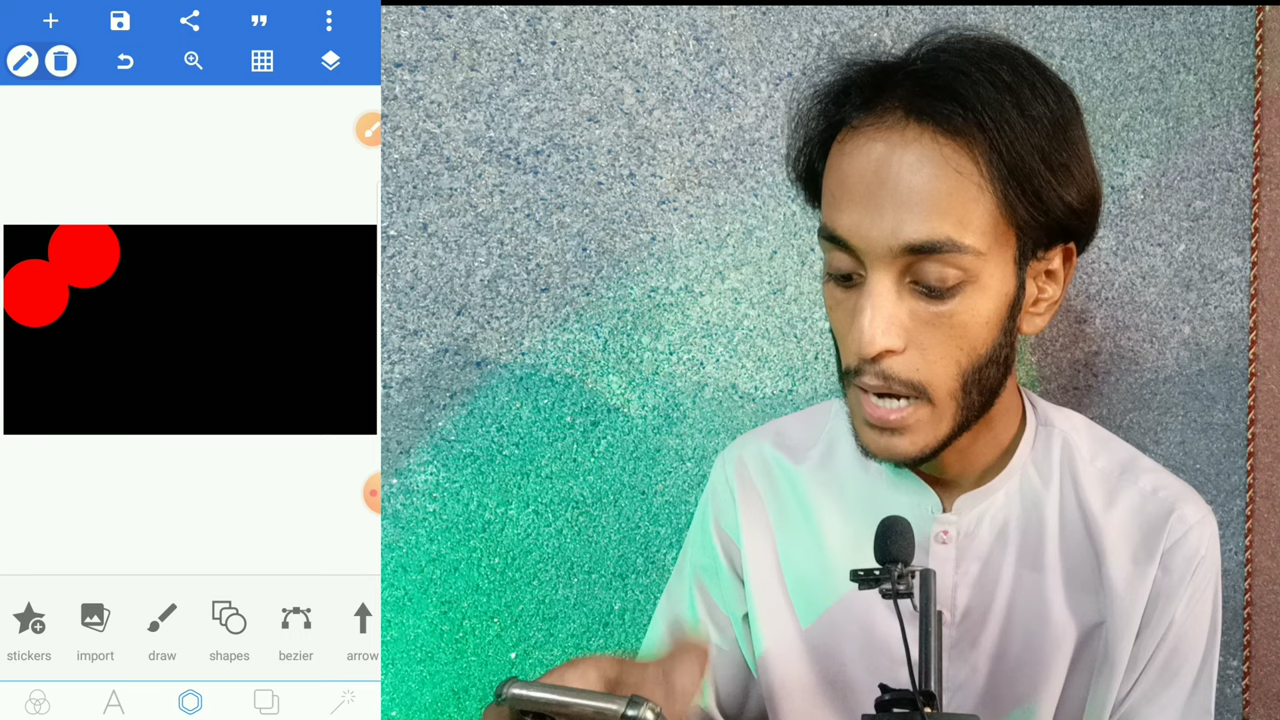 stickers
import
draw
shapes
bezier
arrow